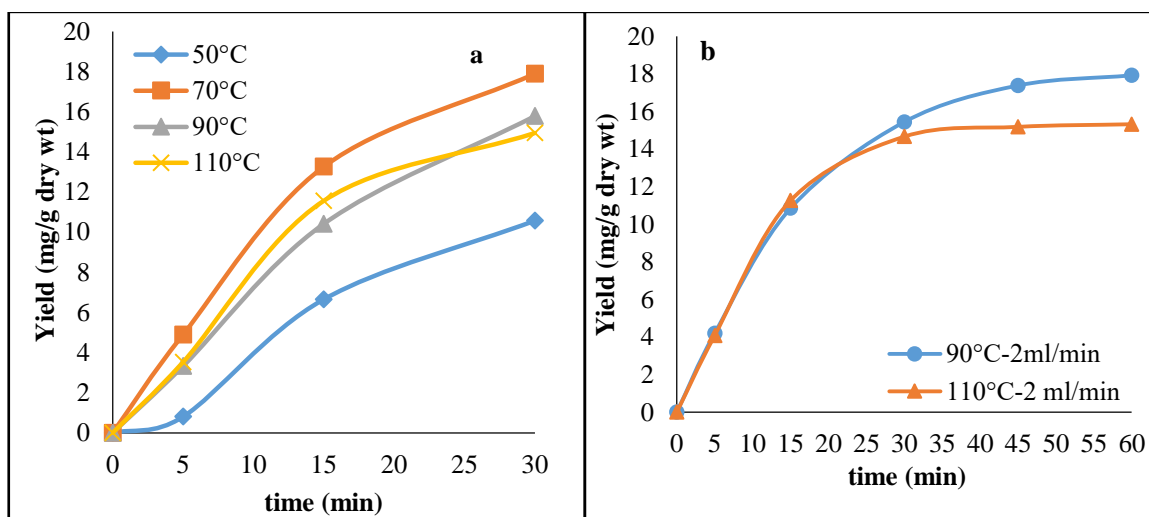 a
50°C
70°C
90°C
110°C
Yield (mg/g dry wt)
20
18
16
14
12
10
8
6
4
2
0
0 5 10 15 20 25 30
time (min)
b
Yield (mg/g dry wt)
20
18
16
14
12
10
8
6
4
2
0
90°C-2ml/min
110°C-2 ml/min
0 5 10 15 20 25 30 35 40 45 50 55 60
time (min)